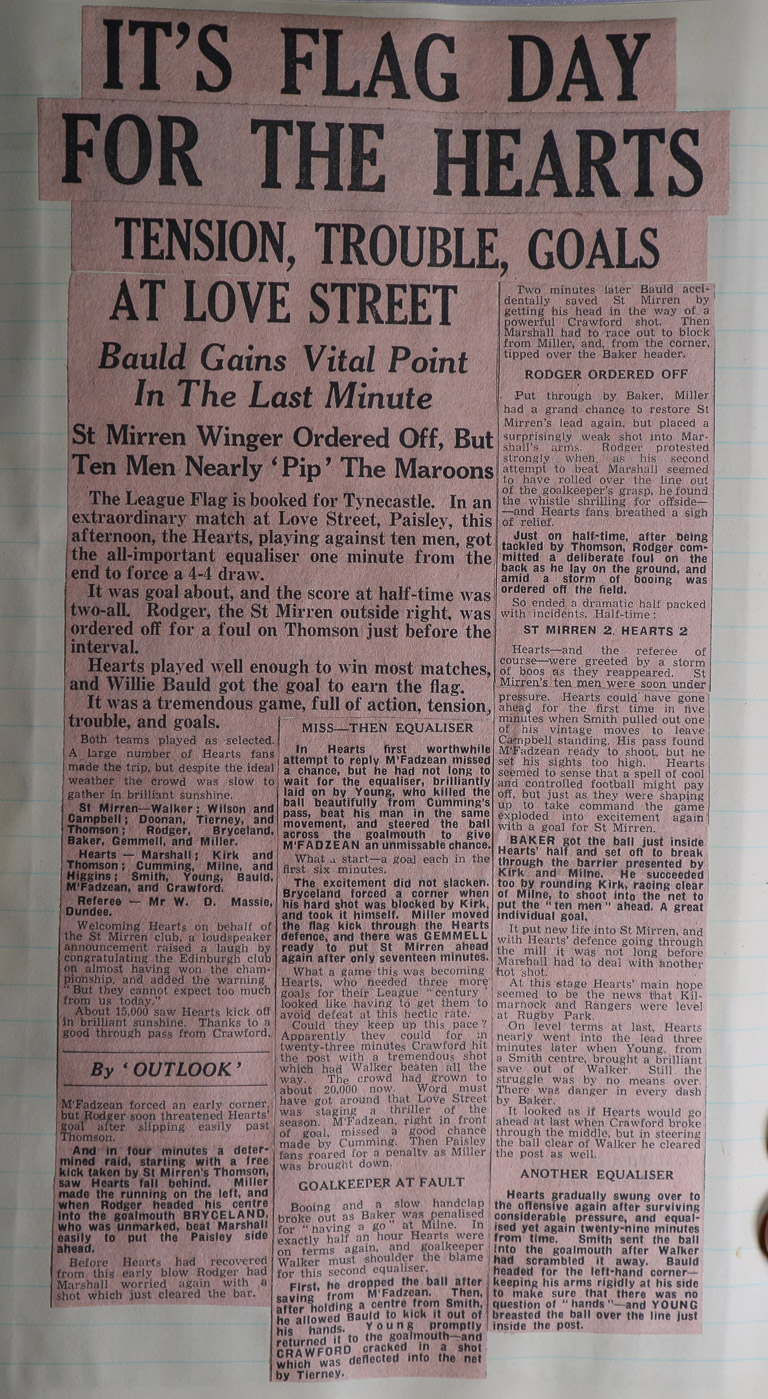 IT'S FLAG DAY
FOR THE HEARTS
TENSION, TROUBLE, GOALS
AT LOVE STREET
Bauld Gains Vital Point
In The Last Minute
St Mirren Winger Ordered Off, But
Ten Men Nearly 'Pip' The Maroons
The League Flag is booked for Tynecastle. In an
extraordinary match at Love Street, Paisley, this
afternoon, the Hearts, playing against ten men, got
the all-important equaliser one minute from the
end to force a 4-4 draw.
It was goal about, and the score at half-time was
two-all. Rodger, the St Mirren outside right, was
ordered off for a foul on Thomson just before the
interval.
Hearts played well enough to win most matches,
and Willie Bauld got the goal to earn the flag.
It was a tremendous game, full of action, tension,
trouble, and goals.
Both teams played as selected.
A large number of Hearts fans
made the trip, but despite the ideal
weather the crowd was slow to
gather in brilliant sunshine.
St Mirren—Walker; Wilson and
Campbell; Doonan, Tierney, and
Thomson; Rodger, Bryceland,
Baker, Gemmell, and Miller.
Hearts — Marshall; Kirk and
Thomson; Cumming, Milne, and
Higgins; Smith, Young, Bauld,
M'Fadzean, and Crawford.
Referee — Mr W. D. Massie,
Dundee.
Welcoming Hearts on behalf of
the St Mirren club, a loudspeaker
announcement raised a laugh by
congratulating the Edinburgh club
on almost having won the cham-
pionship, and added the warning
"But they cannot expect too much
from us today."
About 15,000 saw Hearts kick off
in brilliant sunshine. Thanks to a
good through pass from Crawford,
By 'OUTLOOK'
M'Fadzean forced an early corner,
but Rodger soon threatened Hearts'
goal after slipping easily past
Thomson.
And in four minutes a deter-
mined raid, starting with a free
kick taken by St Mirren's Thomson,
saw Hearts fall behind. Miller
made the running on the left, and
when Rodger headed his centre
into the goalmouth BRYCELAND,
who was unmarked, beat Marshall
easily to put the Paisley side
ahead.
Before Hearts had recovered
from this early blow Rodger had
Marshall worried again with a
shot which just cleared the bar.
MISS—THEN EQUALISER
In Hearts first worthwhile
attempt to reply M'Fadzean missed
a chance, but he had not long to
wait for the equaliser, brilliantly
laid on by Young, who killed the
ball beautifully from Cumming's
pass, beat his man in the same
movement, and steered the ball
across the goalmouth to give
M'FADZEAN an unmissable chance.
What a start—a goal each in the
first six minutes.
The excitement did not slacken.
Bryceland forced a corner when
his hard shot was blocked by Kirk,
and took it himself. Miller moved
the flag kick through the Hearts
defence, and there was GEMMELL
ready to put St Mirren ahead
again after only seventeen minutes.
What a game this was becoming
Hearts, who needed three more
goals for their League "century"
looked like having to get them to
avoid defeat at this hectic rate.
Could they keep up this pace?
Apparently they could for in
twenty-three minutes Crawford hit
the post with a tremendous shot
which had Walker beaten all the
way. The crowd had grown to
about 20,000 now. Word must
have got around that Love Street
was staging a thriller of the
season. M'Fadzean, right in front
of goal, missed a good chance
made by Cumming. Then Paisley
fans roared for a penalty as Miller
was brought down.
GOALKEEPER AT FAULT
Booing and a slow handclap
broke out as Baker was penalised
for "having a go" at Milne. In
exactly half an hour Hearts were
on terms again, and goalkeeper
Walker must shoulder the blame
for this second equaliser.
First, he dropped the ball after
saving from M'Fadzean. Then,
after holding a centre from Smith,
he allowed Bauld to kick it out of
his hands. Young promptly
returned it to the goalmouth—and
CRAWFORD cracked in a shot
which was deflected into the net
by Tierney.
Two minutes later Bauld acci-
dentally saved St Mirren by
getting his head in the way of a
powerful Crawford shot. Then
Marshall had to race out to block
from Miller, and, from the corner,
tipped over the Baker header.
RODGER ORDERED OFF
Put through by Baker, Miller
had a grand chance to restore St
Mirren's lead again, but placed a
surprisingly weak shot into Mar-
shall's arms. Rodger protested
strongly when, as his second
attempt to beat Marshall seemed
to have rolled over the line out
of the goalkeeper's grasp, he found
the whistle shrilling for offside—
—and Hearts fans breathed a sigh
of relief.
Just on half-time, after being
tackled by Thomson, Rodger com-
mitted a deliberate foul on the
back as he lay on the ground, and
amid a storm of booing was
ordered off the field.
So ended a dramatic half packed
with incidents. Half-time:
ST MIRREN 2, HEARTS 2
Hearts—and the referee of
course—were greeted by a storm
of boos as they reappeared. St
Mirren's ten men were soon under
pressure. Hearts could have gone
ahead for the first time in five
minutes when Smith pulled out one
of his vintage moves to leave
Campbell standing. His pass found
M'Fadzean ready to shoot, but he
set his sights too high. Hearts
seemed to sense that a spell of cool
and controlled football might pay
off, but just as they were shaping
up to take command the game
exploded into excitement again
with a goal for St Mirren.
BAKER got the ball just inside
Hearts' half and set off to break
through the barrier presented by
Kirk and Milne. He succeeded
too by rounding Kirk, racing clear
of Milne, to shoot into the net to
put the "ten men" ahead. A great
individual goal.
It put new life into St Mirren, and
with Hearts' defence going through
the mill it was not long before
Marshall had to deal with another
hot shot.
At this stage Hearts' main hope
seemed to be the news that Kil-
marnock and Rangers were level
at Rugby Park.
On level terms at last, Hearts
nearly went into the lead three
minutes later when Young, from
a Smith centre, brought a brilliant
save out of Walker. Still the
struggle was by no means over.
There was danger in every dash
by Baker.
It looked as if Hearts would go
ahead at last when Crawford broke
through the middle, but in steering
the ball clear of Walker he cleared
the post as well.
ANOTHER EQUALISER
Hearts gradually swung over to
the offensive again after surviving
considerable pressure, and equal-
ised yet again twenty-nine minutes
from time. Smith sent the ball
into the goalmouth after Walker
had scrambled it away. Bauld
headed for the left-hand corner—
keeping his arms rigidly at his side
to make sure that there was no
question of "hands"—and YOUNG
breasted the ball over the line just
inside the post.